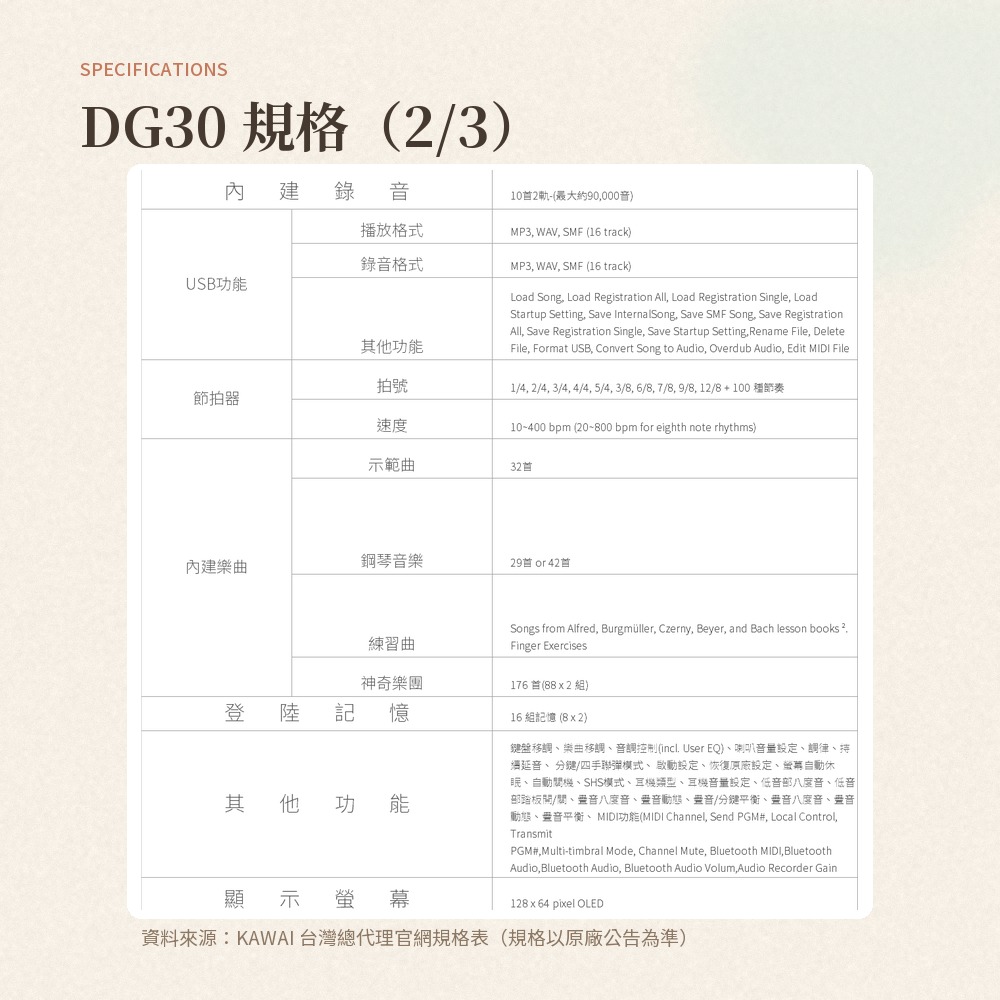 SPECIFICATIONS
DG30 規格（2/3）
內建錄音
10首2軌-(最大約90,000音)
USB功能
播放格式
MP3, WAV, SMF (16 track)
錄音格式
MP3, WAV, SMF (16 track)
其他功能
Load Song, Load Registration All, Load Registration Single, Load
Startup Setting, Save InternalSong, Save SMF Song, Save Registration
All, Save Registration Single, Save Startup Setting,Rename File, Delete
File, Format USB, Convert Song to Audio, Overdub Audio, Edit MIDI File
節拍器
拍號
1/4, 2/4, 3/4, 4/4, 5/4, 3/8, 6/8, 7/8, 9/8, 12/8 + 100 種節奏
速度
10~400 bpm (20~800 bpm for eighth note rhythms)
內建樂曲
示範曲
32首
鋼琴音樂
29首 or 42首
練習曲
Songs from Alfred, Burgmüller, Czerny, Beyer, and Bach lesson books ².
Finger Exercises
神奇樂團
176 首(88 x 2 組)
登陸記憶
16 組記憶 (8 x 2)
其他功能
鍵盤移調、樂曲移調、音調控制(incl. User EQ)、喇叭音量設定、調律、持
續延音、 分鍵/四手聯彈模式、 啟動設定、恢復原廠設定、螢幕自動休
眠、自動關機、SHS模式、耳機類型、耳機音量設定、低音部八度音、低音
部踏板開/關、疊音八度音、疊音動態、疊音/分鍵平衡、疊音八度音、疊音
動態、疊音平衡、 MIDI功能(MIDI Channel, Send PGM#, Local Control,
Transmit
PGM#,Multi-timbral Mode, Channel Mute, Bluetooth MIDI,Bluetooth
Audio,Bluetooth Audio, Bluetooth Audio Volum,Audio Recorder Gain
顯示螢幕
128 x 64 pixel OLED
資料來源：KAWAI 台灣總代理官網規格表（規格以原廠公告為準）